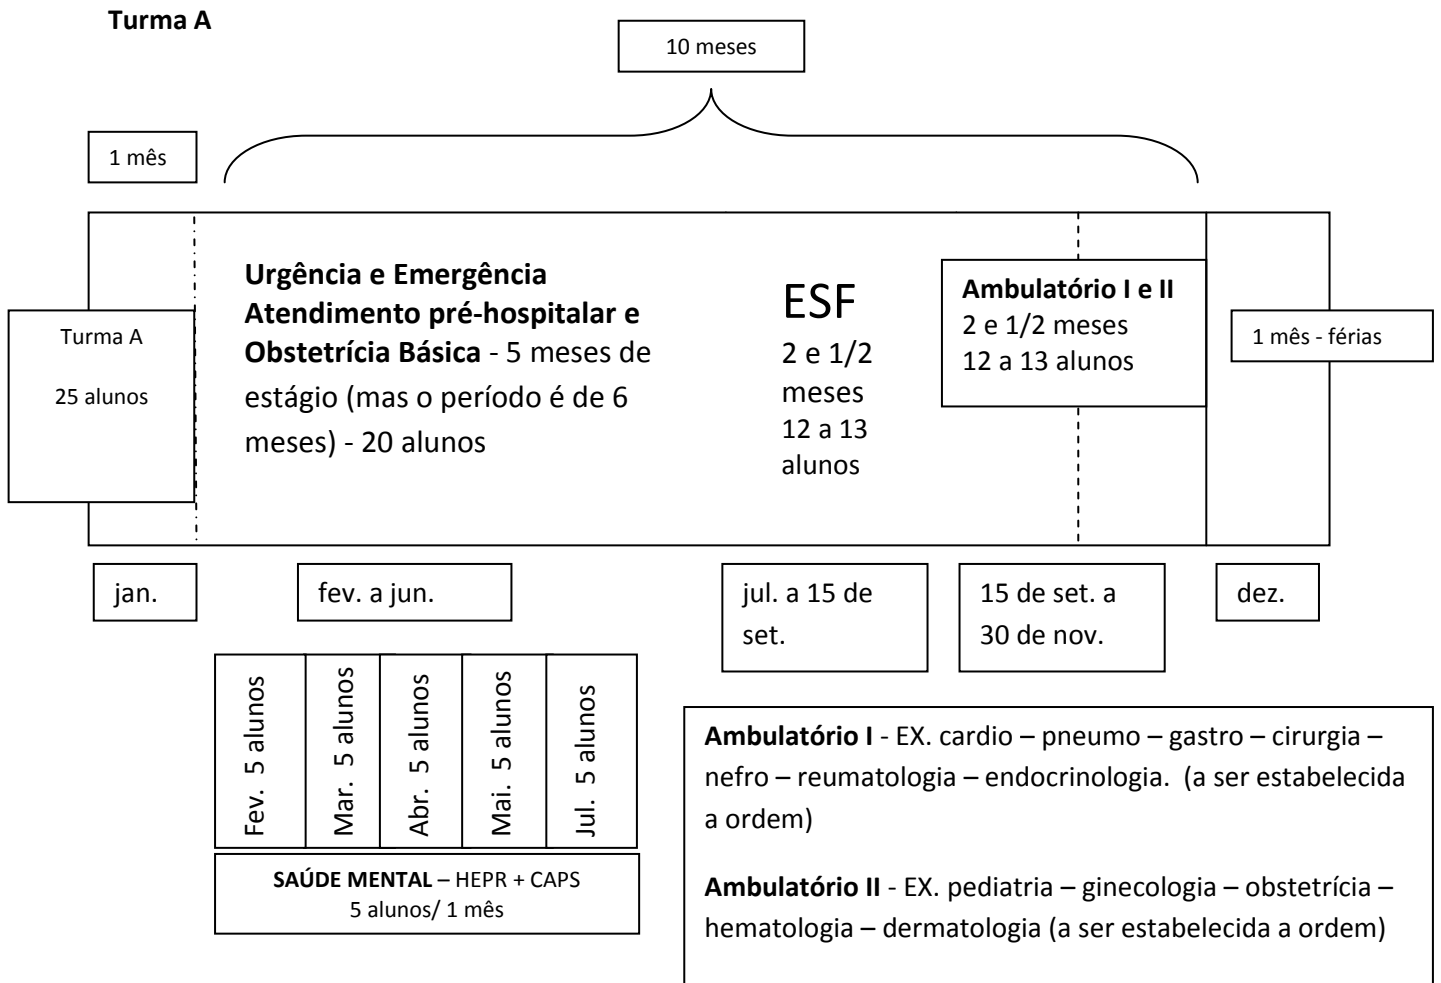 Turma A
10 meses
1 mês
Turma A
25 alunos
Urgência e Emergência
Atendimento pré-hospitalar e
Obstetrícia Básica - 5 meses de
estágio (mas o período é de 6
meses) - 20 alunos
ESF
2 e 1/2
meses
12 a 13
alunos
Ambulatório I e II
2 e 1/2 meses
12 a 13 alunos
1 mês - férias
jan.
fev. a jun.
jul. a 15 de
set.
15 de set. a
30 de nov.
dez.
Fev. 5 alunos
Mar. 5 alunos
Abr. 5 alunos
Mai. 5 alunos
Jul. 5 alunos
SAÚDE MENTAL – HEPR + CAPS
5 alunos/ 1 mês
Ambulatório I - EX. cardio – pneumo – gastro – cirurgia –
nefro – reumatologia – endocrinologia. (a ser estabelecida
a ordem)
Ambulatório II - EX. pediatria – ginecologia – obstetrícia –
hematologia – dermatologia (a ser estabelecida a ordem)